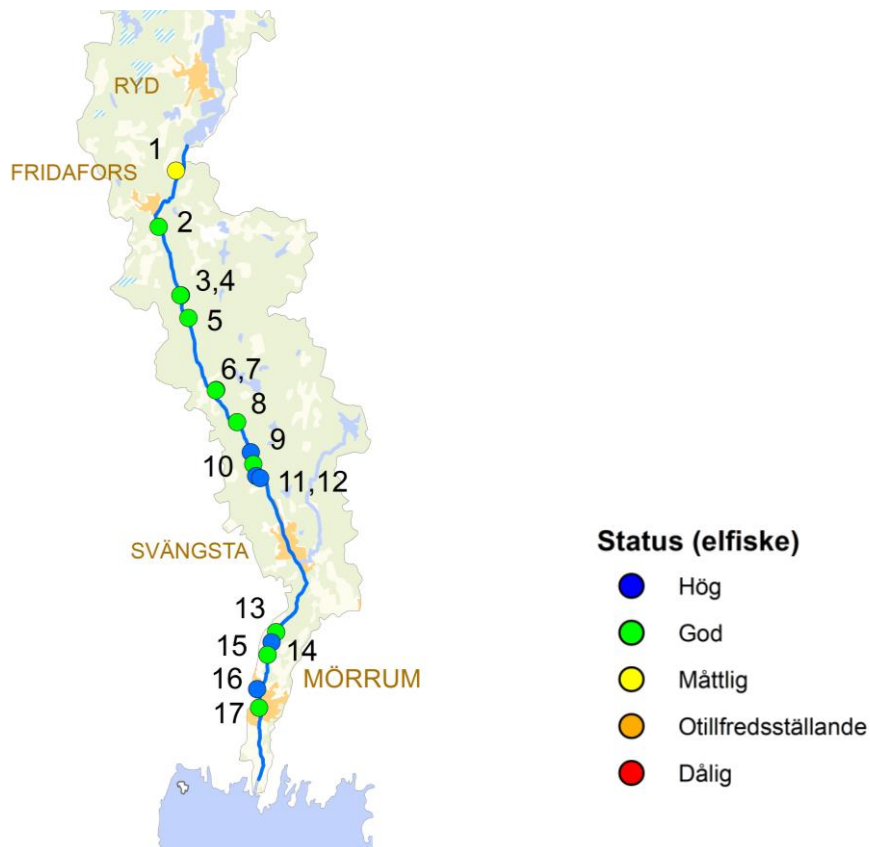 RYD
1
FRIDAFORS
2
3,4
5
6,7
8
9
10
11,12
SVÄNGSTA
13
15
14
16
MÖRRUM
17
Status (elfiske)
Hög
God
Måttlig
Otillfredsställande
Dålig